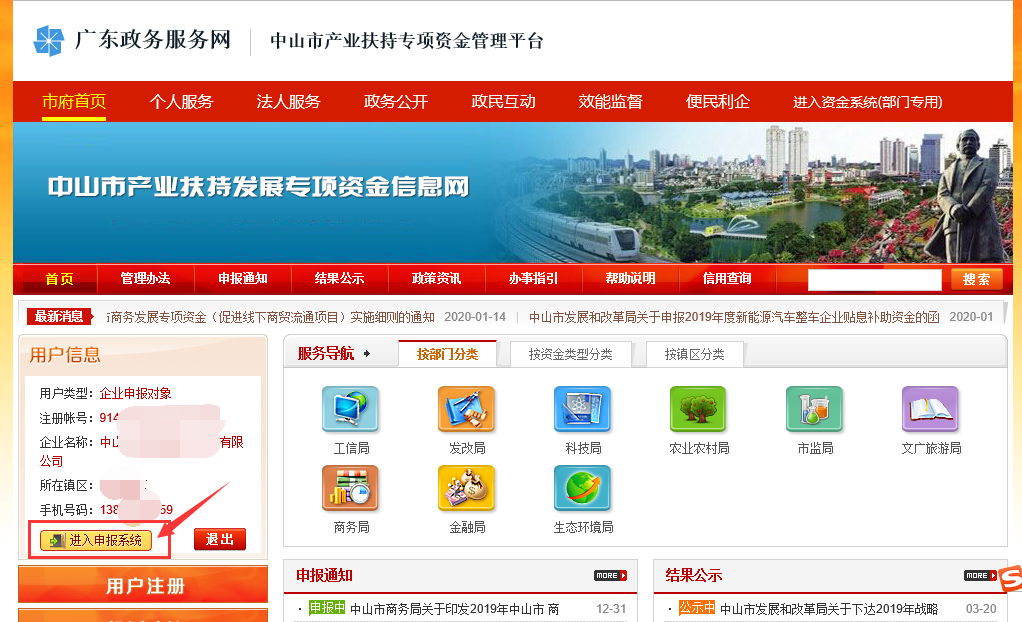 广东政务服务网 中山市产业扶持专项资金管理平台
市府首页 个人服务 法人服务 政务公开 政民互动 效能监督 便民利企 进入资金系统(部门专用)
中山市产业扶持发展专项资金信息网
首页 管理办法 申报通知 结果公示 政策资讯 办事指引 帮助说明 信用查询 搜索
最新消息 商务发展专项资金（促进线下商贸流通项目）实施细则的通知 2020-01-14 中山市发展和改革局关于申报2019年度新能源汽车整车企业贴息补助资金的函 2020-01
用户信息
用户类型：企业申报对象
注册帐号：914
企业名称：中山 有限
公司
所在镇区：
手机号码：138 59
进入申报系统 退出
用户注册
服务导航 按部门分类 按资金类型分类 按镇区分类
工信局 发改局 科技局 农业农村局 市监局 文广旅游局
商务局 金融局 生态环境局
申报通知 MORE
申报中 中山市商务局关于印发2019年中山市 商 12-31
结果公示 MORE
公示中 中山市发展和改革局关于下达2019年战略 03-20